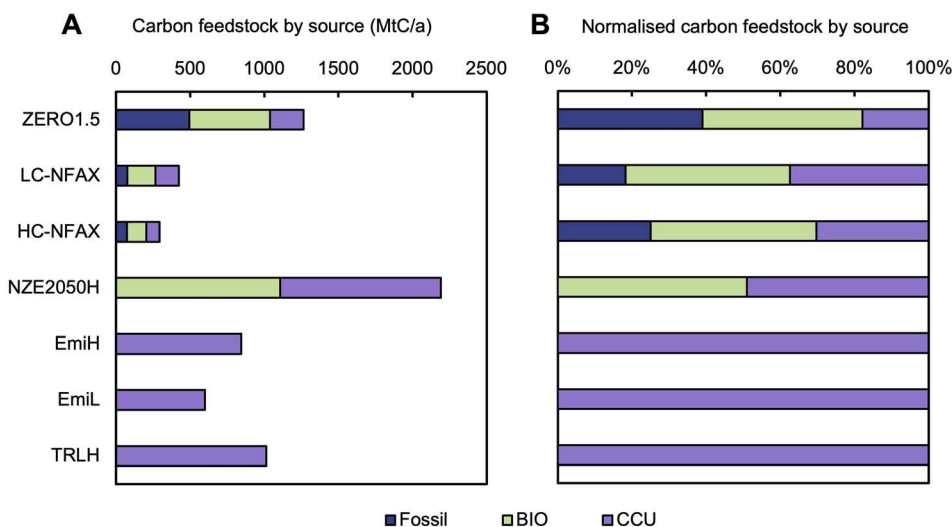 A Carbon feedstock by source (MtC/a)
0 500 1000 1500 2000 2500
ZERO1.5
LC-NFAX
HC-NFAX
NZE2050H
EmiH
EmiL
TRLH
B Normalised carbon feedstock by source
0% 20% 40% 60% 80% 100%
Fossil BIO CCU